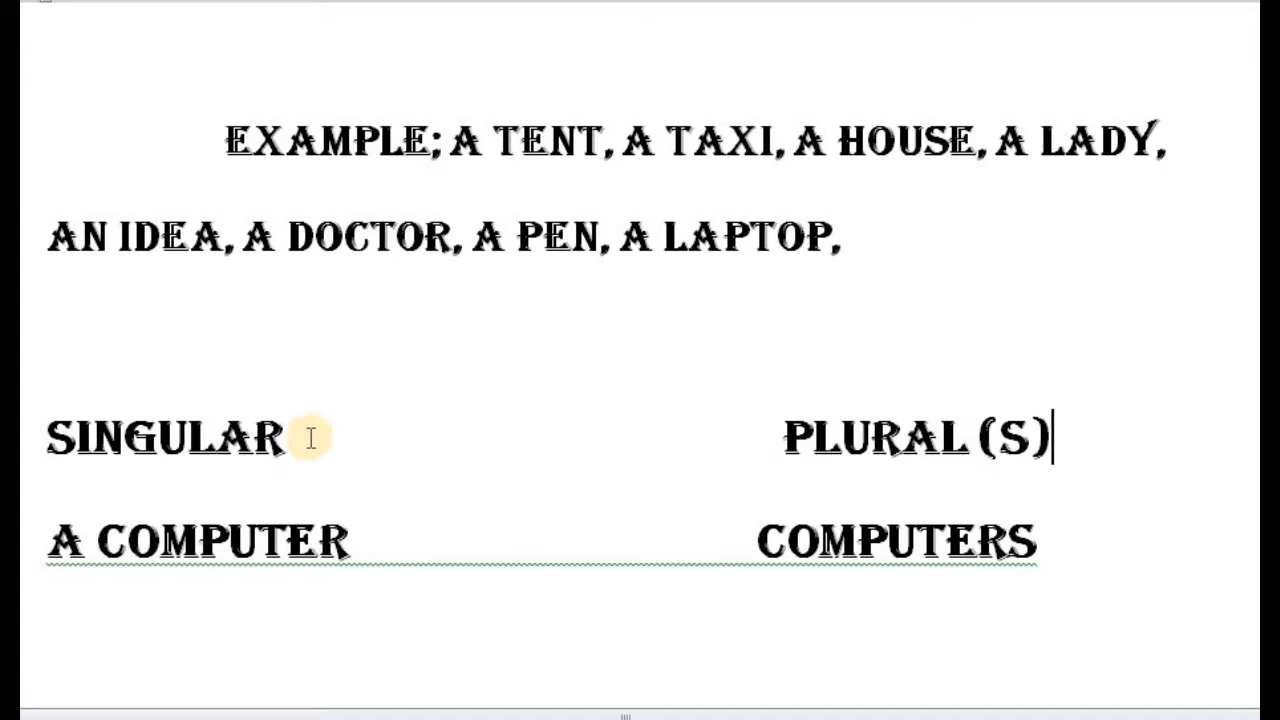 EXAMPLE; A TENT, A TAXI, A HOUSE, A LADY,
AN IDEA, A DOCTOR, A PEN, A LAPTOP,
SINGULAR PLURAL (S)
A COMPUTER COMPUTERS